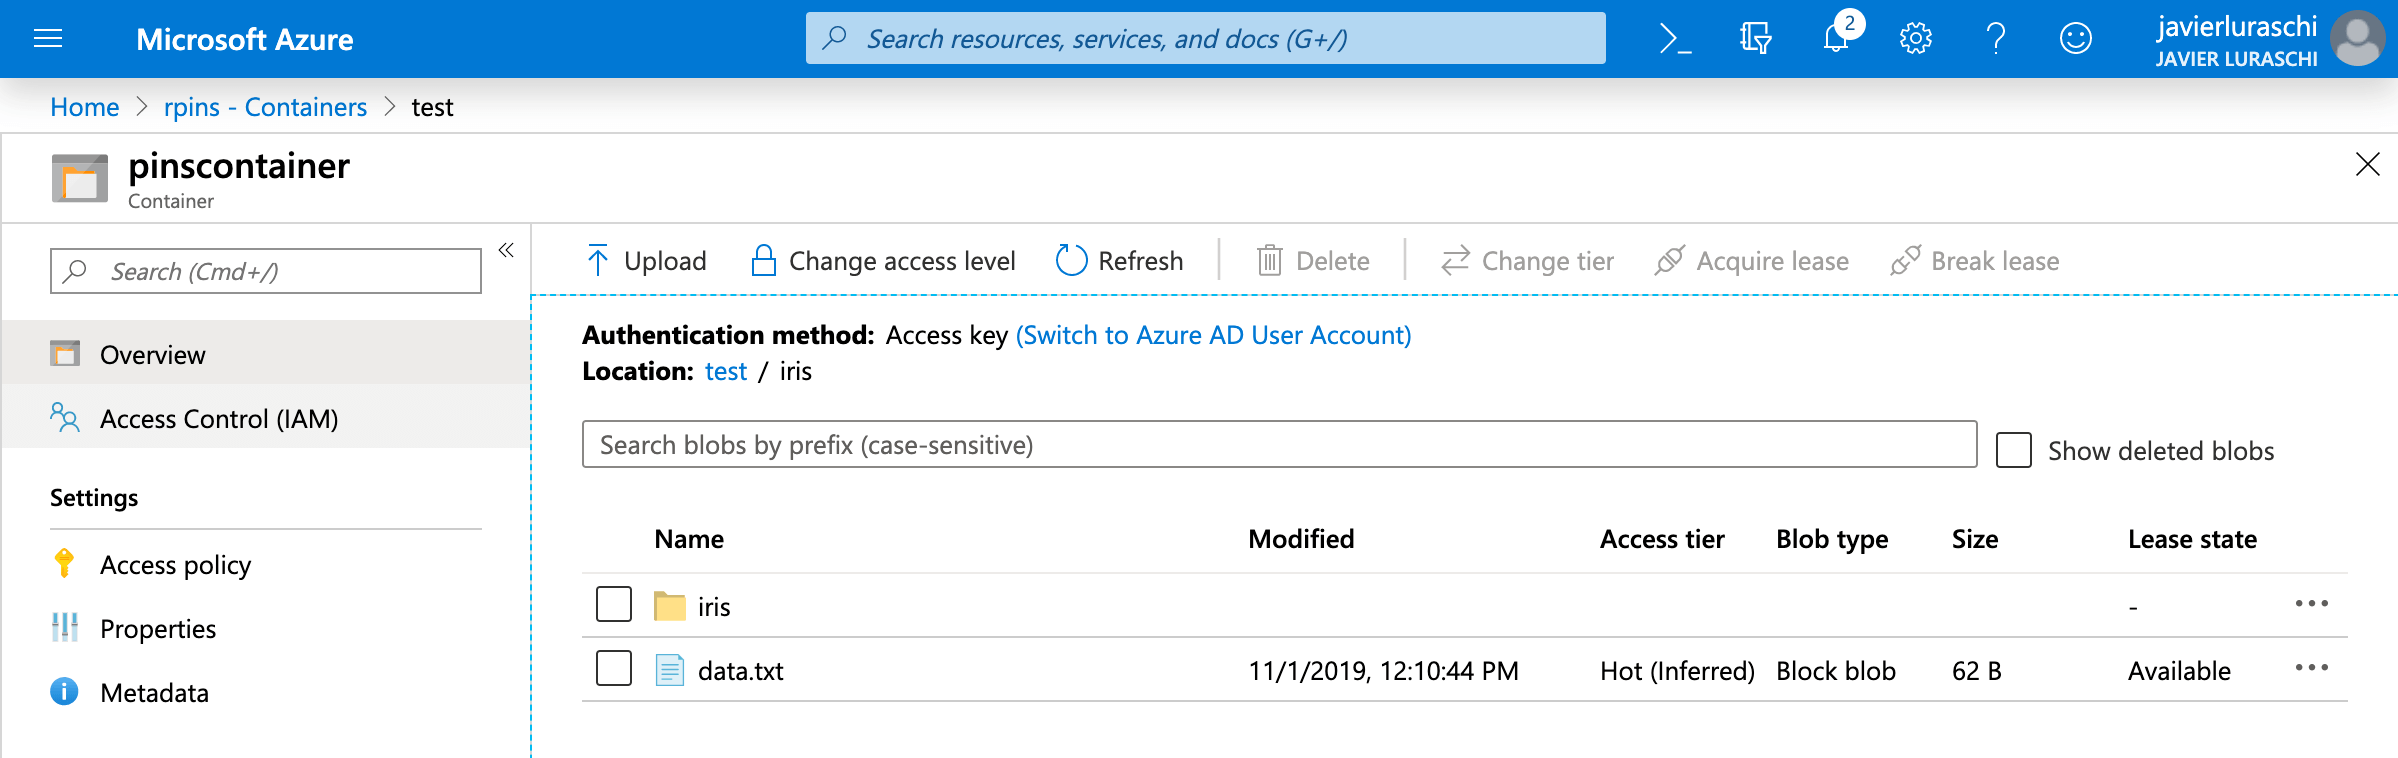 Microsoft Azure
Search resources, services, and docs (G+/)
2
javierluraschi
JAVIER LURASCHI
Home > rpins - Containers > test
pinscontainer
Container
Search (Cmd+/)
«
Upload
Change access level
Refresh
Delete
Change tier
Acquire lease
Break lease
Overview
Access Control (IAM)
Settings
Access policy
Properties
Metadata
Authentication method: Access key (Switch to Azure AD User Account)
Location: test / iris
Search blobs by prefix (case-sensitive)
Show deleted blobs
Name Modified Access tier Blob type Size Lease state
iris - ...
data.txt 11/1/2019, 12:10:44 PM Hot (Inferred) Block blob 62 B Available ...